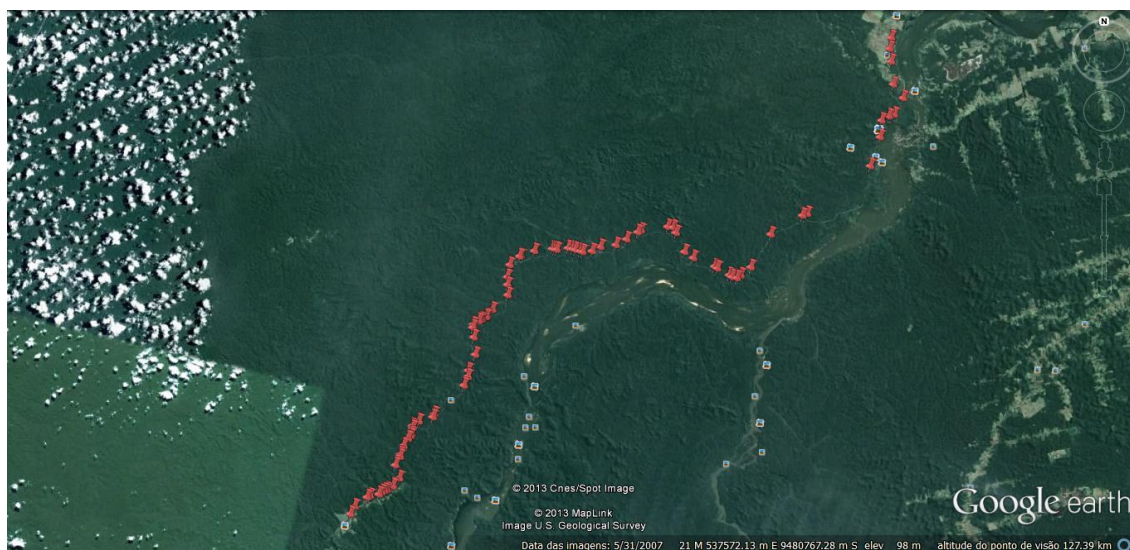 N
© 2013 Cnes/Spot Image
© 2013 MapLink
Image U.S. Geological Survey
Google earth
Data das imagens: 5/31/2007 21 M 537572.13 m E 9480767.28 m S elev 98 m altitude do ponto de visão 127.39 km